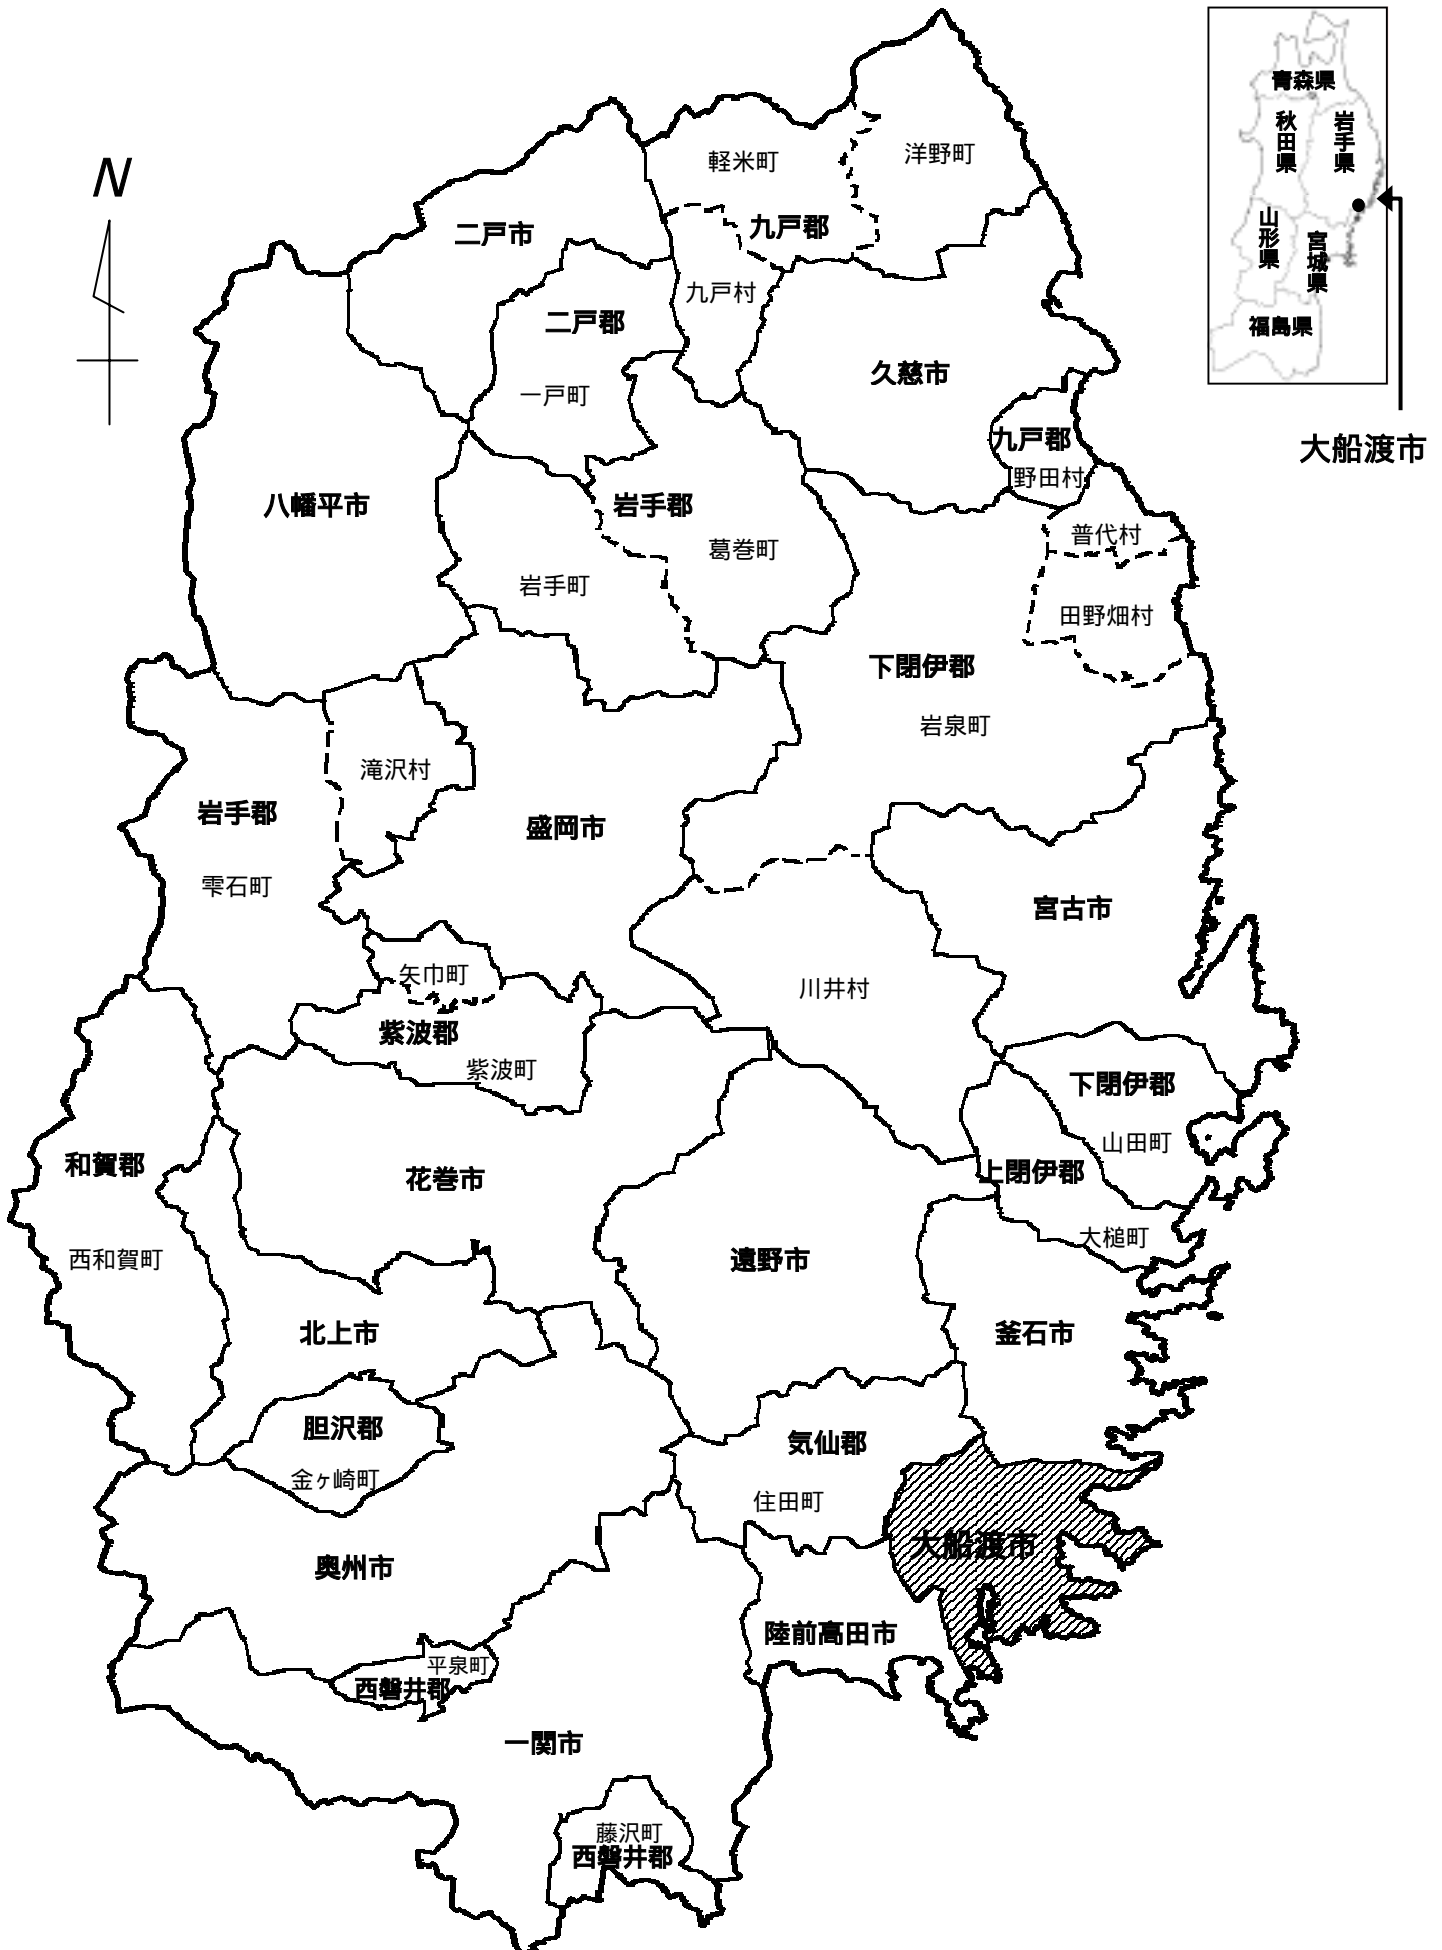 N
青森県
秋田県
岩手県
山形県
宮城県
福島県
大船渡市
洋野町
軽米町
九戸郡
二戸市
九戸村
二戸郡
一戸町
久慈市
九戸郡
野田村
八幡平市
岩手郡
葛巻町
岩手町
普代村
田野畑村
下閉伊郡
岩泉町
滝沢村
岩手郡
雫石町
盛岡市
宮古市
矢巾町
川井村
紫波郡
紫波町
下閉伊郡
山田町
和賀郡
西和賀町
花巻市
上閉伊郡
大槌町
遠野市
北上市
釜石市
胆沢郡
金ヶ崎町
気仙郡
住田町
大船渡市
奥州市
陸前高田市
平泉町
西磐井郡
一関市
藤沢町
西磐井郡